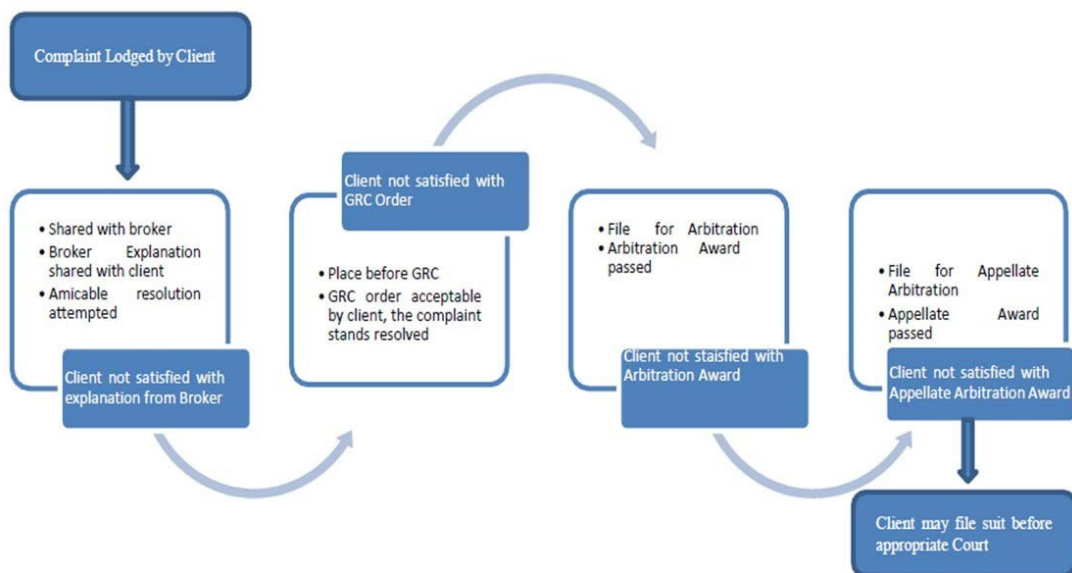 Complaint Lodged by Client
• Shared with broker
• Broker Explanation
shared with client
• Amicable resolution
attempted
Client not satisfied with
explanation from Broker
Client not satisfied with
GRC Order
• Place before GRC
• GRC order acceptable
by client, the complaint
stands resolved
• File for Arbitration
• Arbitration Award
passed
Client not staisfied with
Arbitration Award
• File for Appellate
Arbitration
• Appellate Award
passed
Client not satisfied with
Appellate Arbitration Award
Client may file suit before
appropriate Court